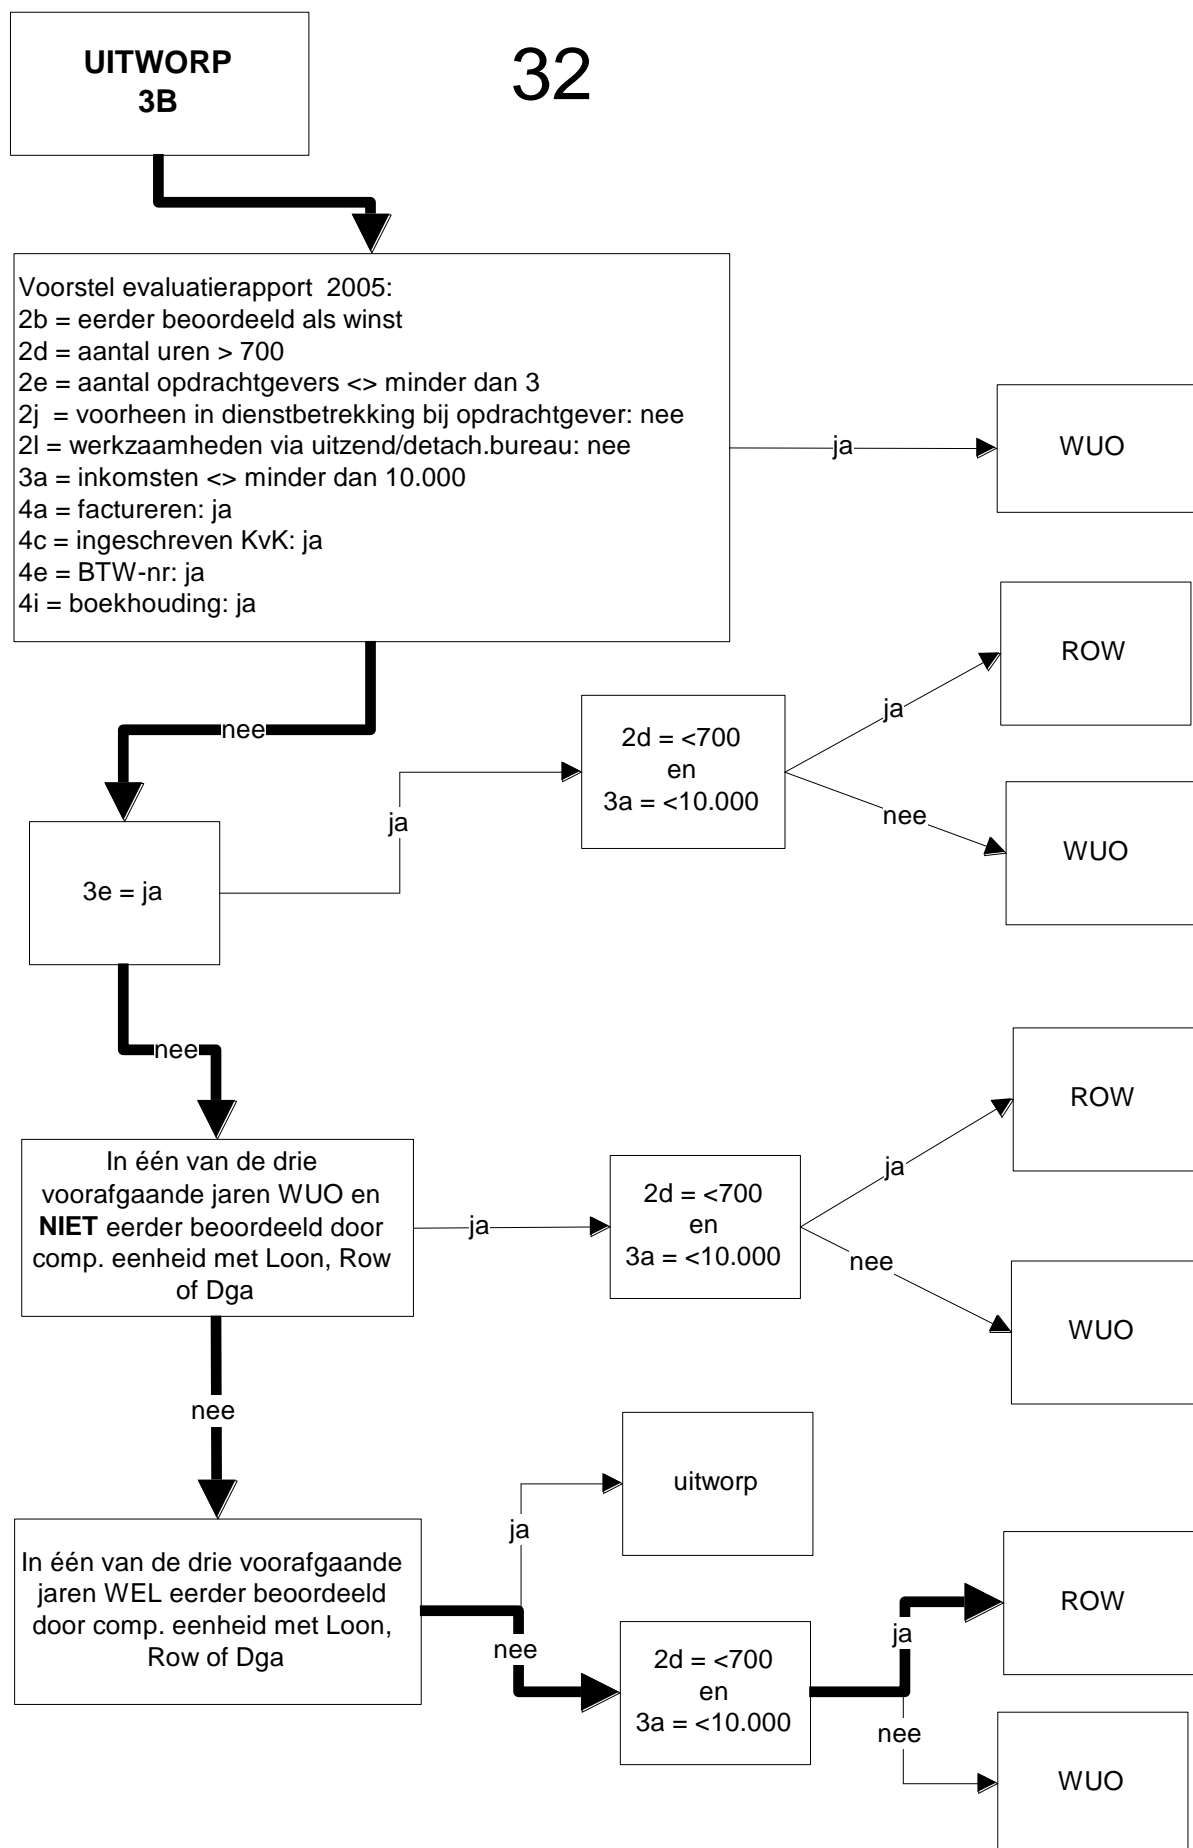 UITWORP
3B
32
Voorstel evaluatierapport 2005:
2b = eerder beoordeeld als winst
2d = aantal uren > 700
2e = aantal opdrachtgevers <> minder dan 3
2j = voorheen in dienstbetrekking bij opdrachtgever: nee
2l = werkzaamheden via uitzend/detach.bureau: nee
3a = inkomsten <> minder dan 10.000
4a = factureren: ja
4c = ingeschreven KvK: ja
4e = BTW-nr: ja
4i = boekhouding: ja
ja
WUO
nee
3e = ja
ja
2d = <700
en
3a = <10.000
ja
ROW
nee
WUO
nee
In één van de drie
voorafgaande jaren WUO en
NIET eerder beoordeeld door
comp. eenheid met Loon, Row
of Dga
ja
2d = <700
en
3a = <10.000
ja
ROW
nee
WUO
nee
In één van de drie voorafgaande
jaren WEL eerder beoordeeld
door comp. eenheid met Loon,
Row of Dga
ja
uitworp
nee
2d = <700
en
3a = <10.000
ja
ROW
nee
WUO